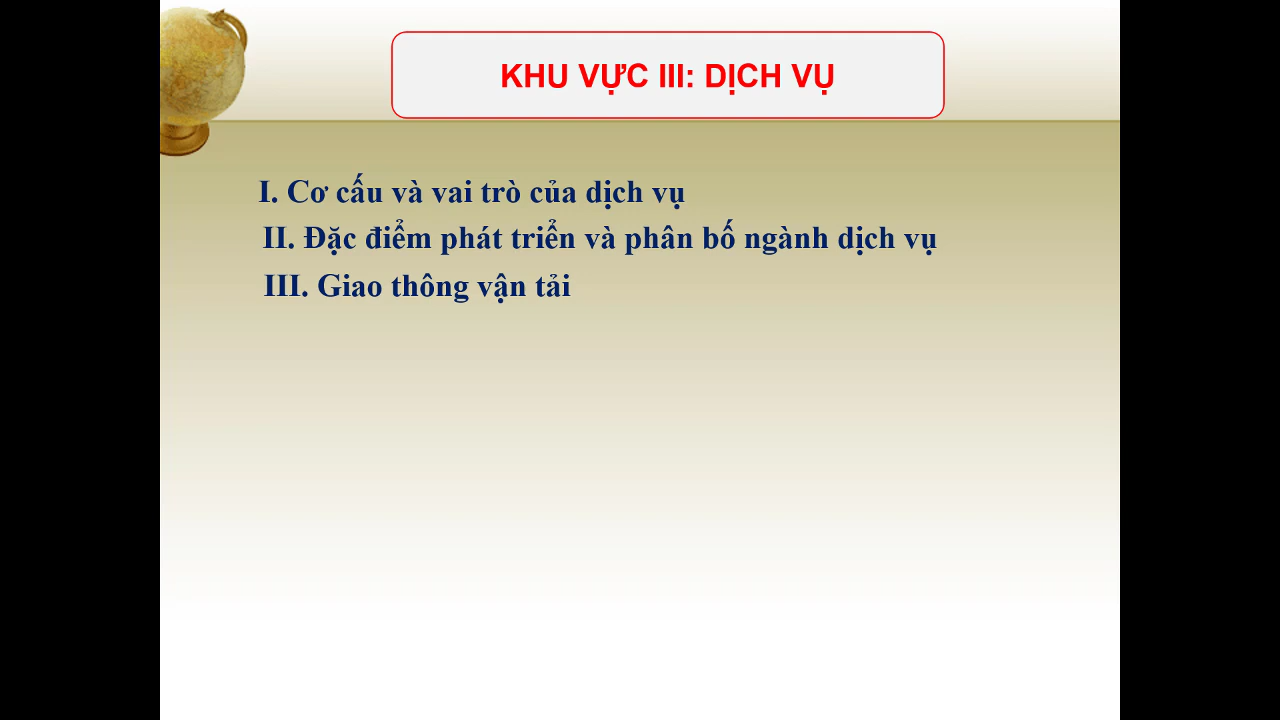 KHU VỰC III: DỊCH VỤ
I. Cơ cấu và vai trò của dịch vụ
II. Đặc điểm phát triển và phân bố ngành dịch vụ
III. Giao thông vận tải